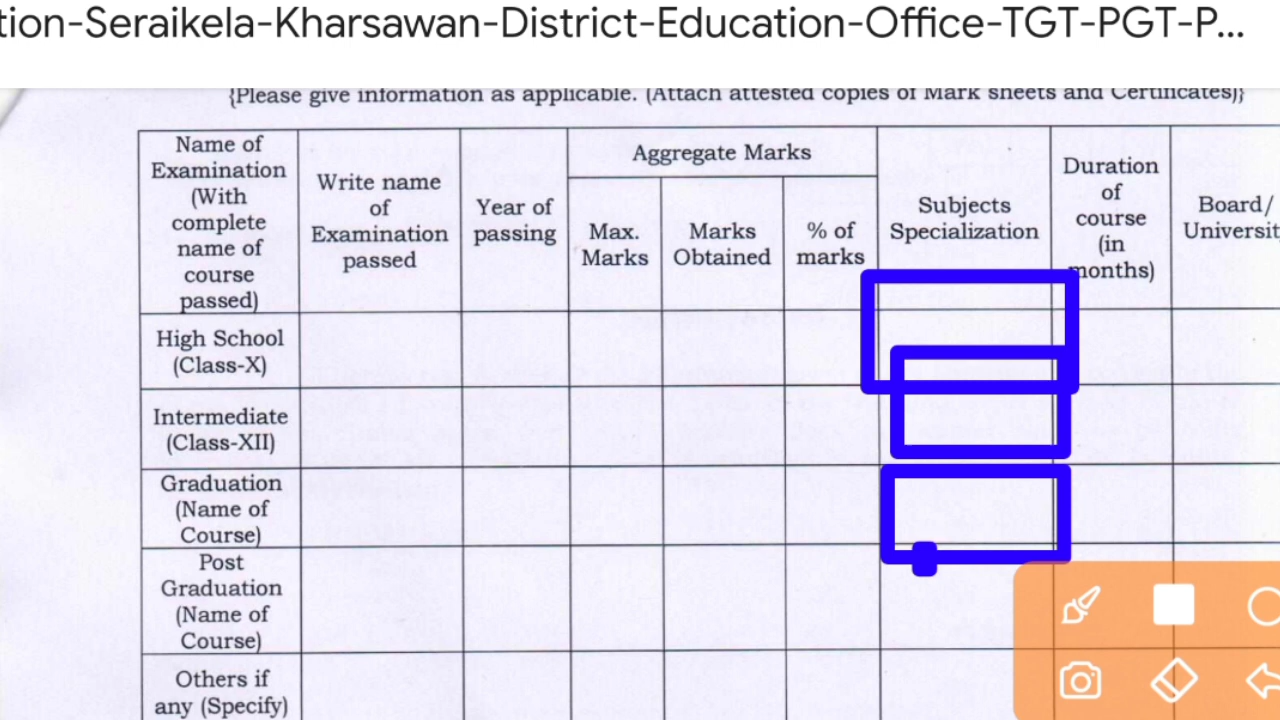 tion-Seraikela-Kharsawan-District-Education-Office-TGT-PGT-P...
{Please give information as applicable. (Attach attested copies of Mark sheets and Certificates)}
Name of
Examination
(With
complete
name of
course
passed)
Write name
of
Examination
passed
Year of
passing
Aggregate Marks
Max.
Marks
Marks
Obtained
% of
marks
Subjects
Specialization
Duration
of
course
(in
months)
Board/
Universit
High School
(Class-X)
Intermediate
(Class-XII)
Graduation
(Name of
Course)
Post
Graduation
(Name of
Course)
Others if
any (Specify)